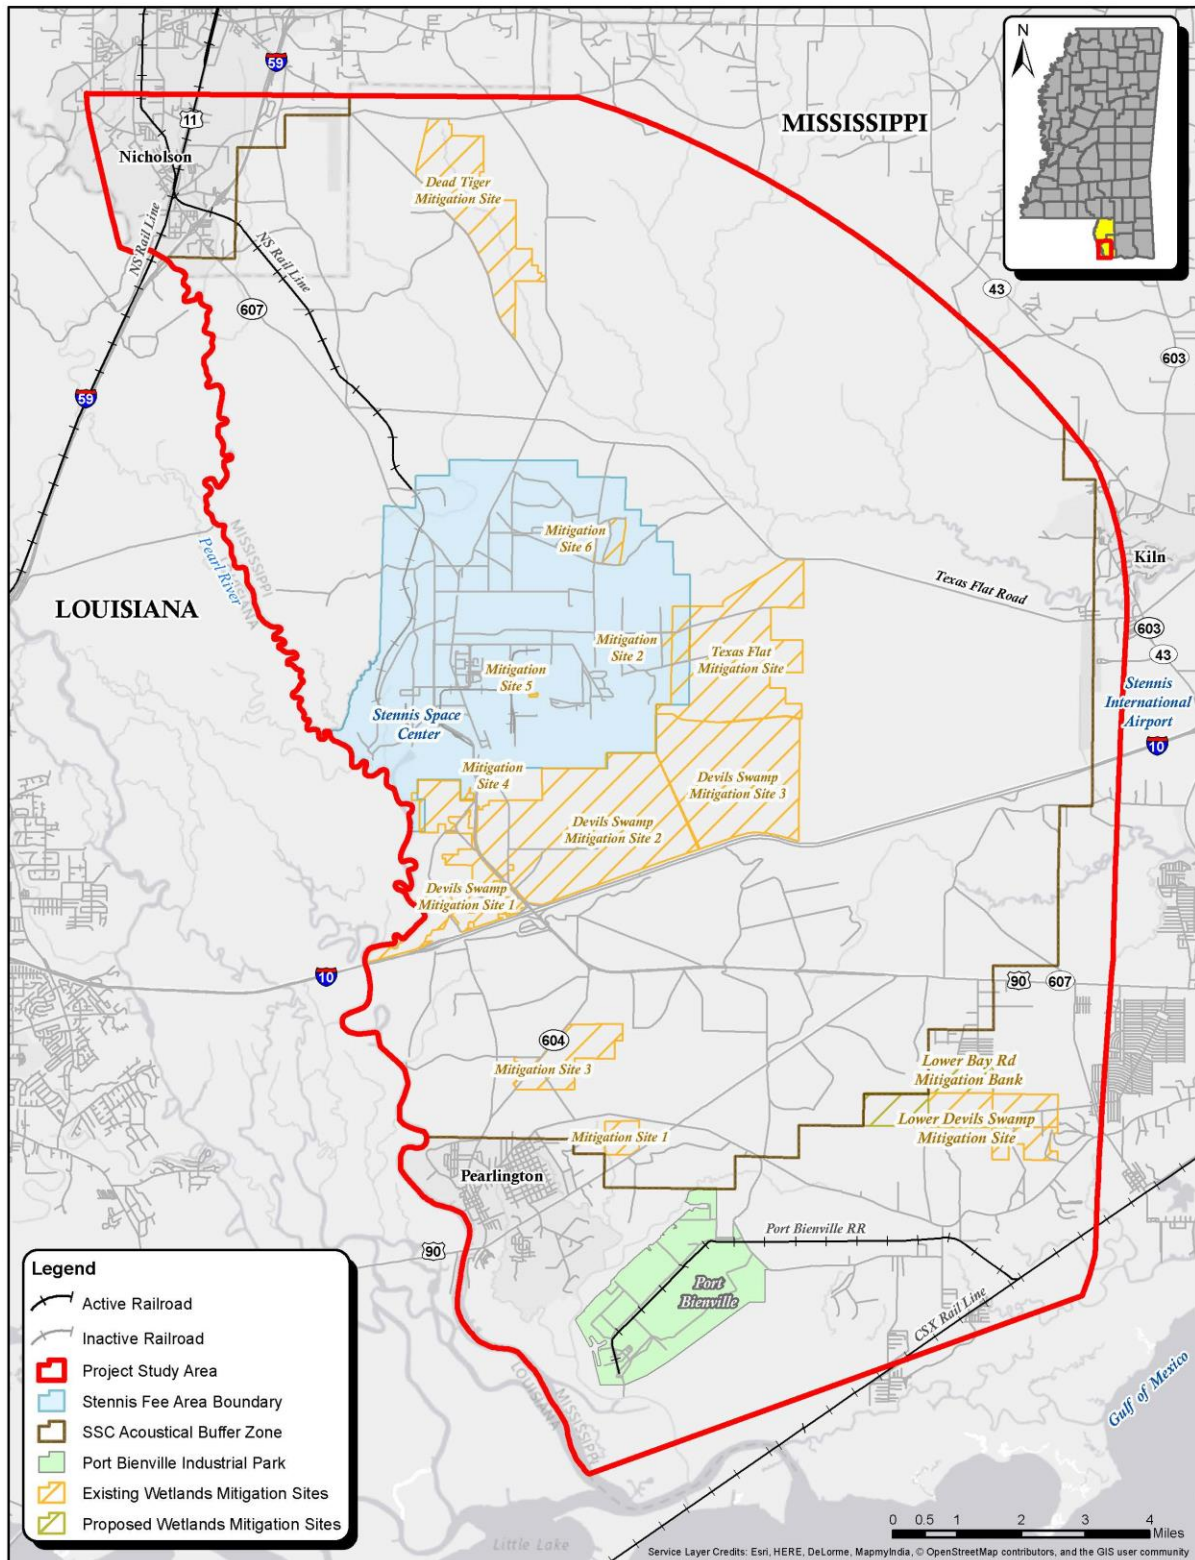 N
59
MISSISSIPPI
11
Nicholson
Dead Tiger
Mitigation Site
NS Rail Line
NS Rail Line
43
607
603
59
MISSISSIPPI
LOUISIANA
Pearl River
Mitigation
Site 6
Kiln
Texas Flat Road
LOUISIANA
603
Mitigation
Site 2
Texas Flat
Mitigation Site
43
Mitigation
Site 5
Stennis
International
Airport
Stennis Space
Center
10
Mitigation
Site 4
Devils Swamp
Mitigation Site 3
Devils Swamp
Mitigation Site 2
Devils Swamp
Mitigation Site 1
10
90
607
604
Mitigation Site 3
Lower Bay Rd
Mitigation Bank
Lower Devils Swamp
Mitigation Site
Mitigation Site 1
Pearlington
Port Bienville RR
90
Port
Bienville
CSX Rail Line
Gulf of Mexico
LOUISIANA
MISSISSIPPI
Legend
Active Railroad
Inactive Railroad
Project Study Area
Stennis Fee Area Boundary
SSC Acoustical Buffer Zone
Port Bienville Industrial Park
Existing Wetlands Mitigation Sites
Proposed Wetlands Mitigation Sites
0 0.5 1 2 3 4
Miles
Little Lake
Service Layer Credits: Esri, HERE, DeLorme, MapmyIndia, © OpenStreetMap contributors, and the GIS user community